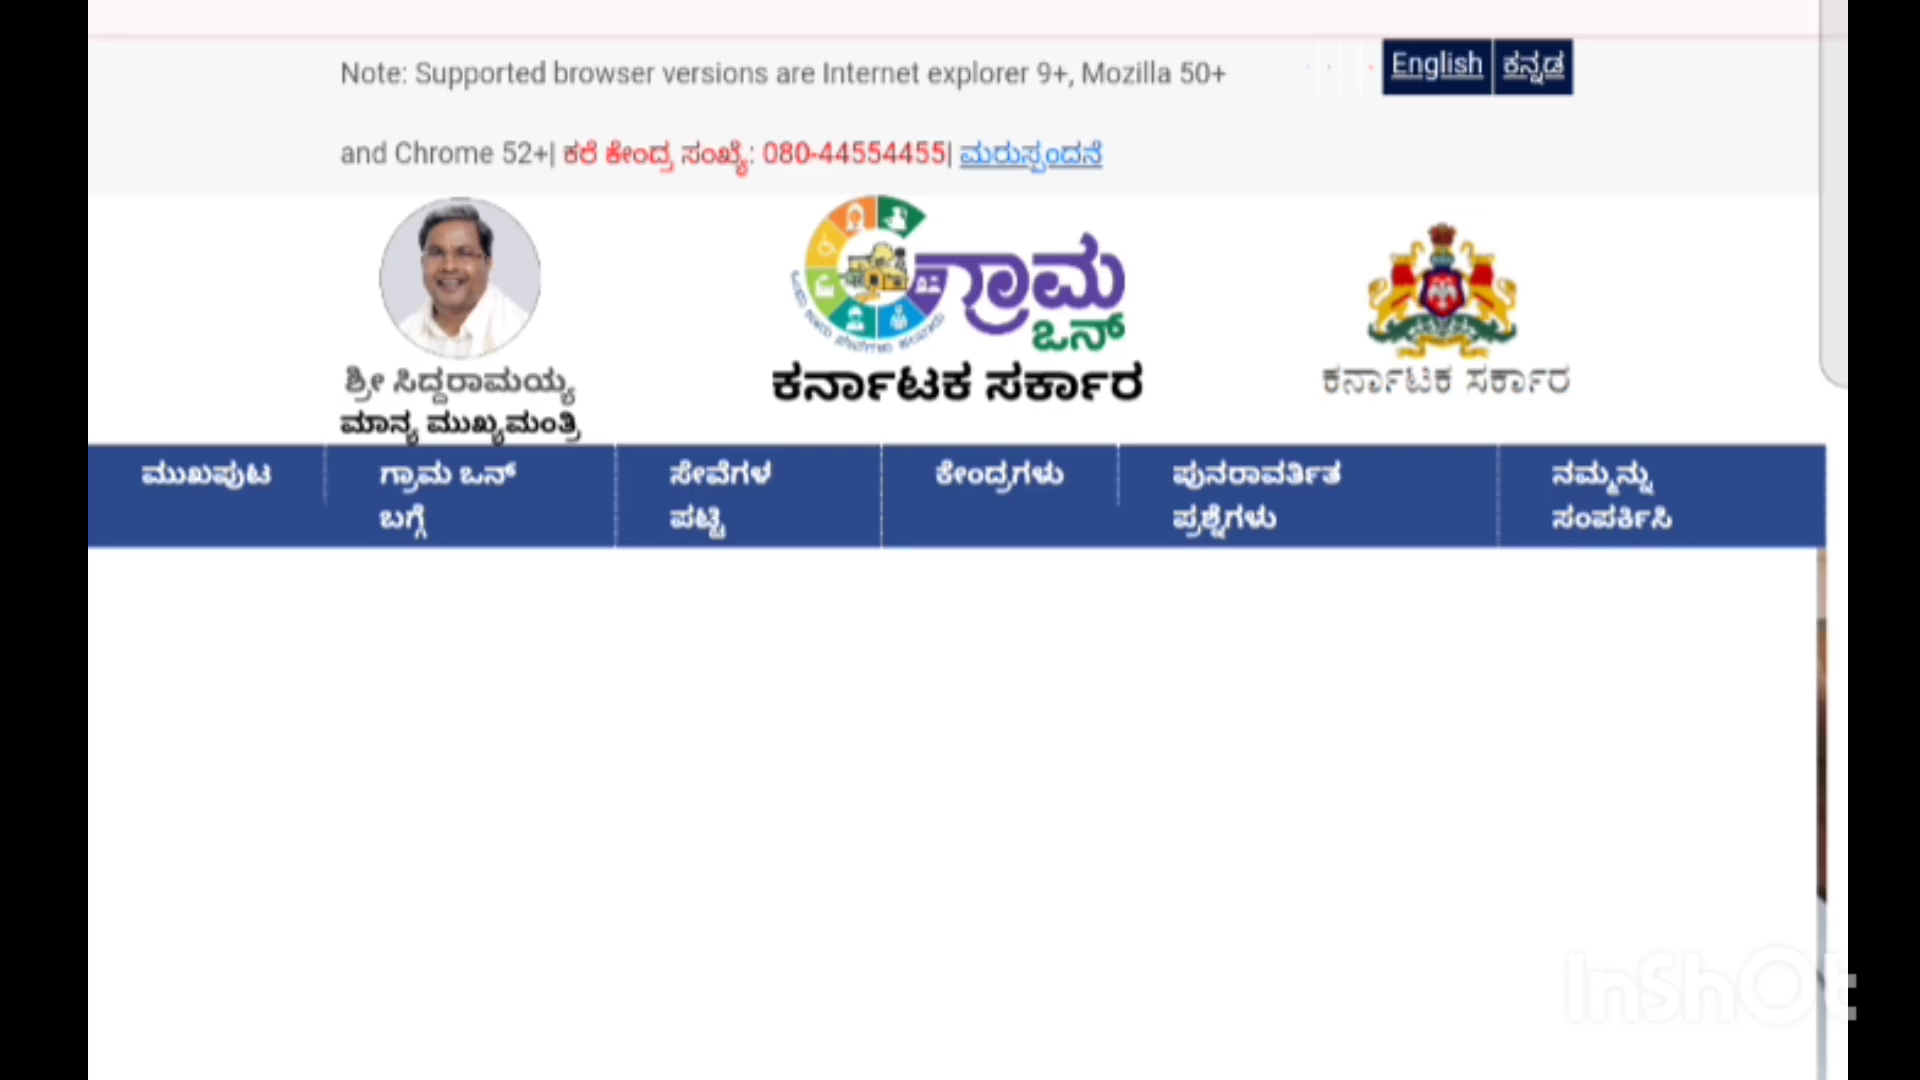 Note: Supported browser versions are Internet explorer 9+, Mozilla 50+
English ಕನ್ನಡ
and Chrome 52+| ಕರೆ ಕೇಂದ್ರ ಸಂಖ್ಯೆ: 080-44554455| ಮರುಸ್ಪಂದನೆ
ಗ್ರಾಮ
ಒನ್
ಶ್ರೀ ಸಿದ್ದರಾಮಯ್ಯ
ಮಾನ್ಯ ಮುಖ್ಯಮಂತ್ರಿ
ಕರ್ನಾಟಕ ಸರ್ಕಾರ
ಕರ್ನಾಟಕ ಸರ್ಕಾರ
ಮುಖಪುಟ
ಗ್ರಾಮ ಒನ್
ಬಗ್ಗೆ
ಸೇವೆಗಳ
ಪಟ್ಟಿ
ಕೇಂದ್ರಗಳು
ಪುನರಾವರ್ತಿತ
ಪ್ರಶ್ನೆಗಳು
ನಮ್ಮನ್ನು
ಸಂಪರ್ಕಿಸಿ
InShOt